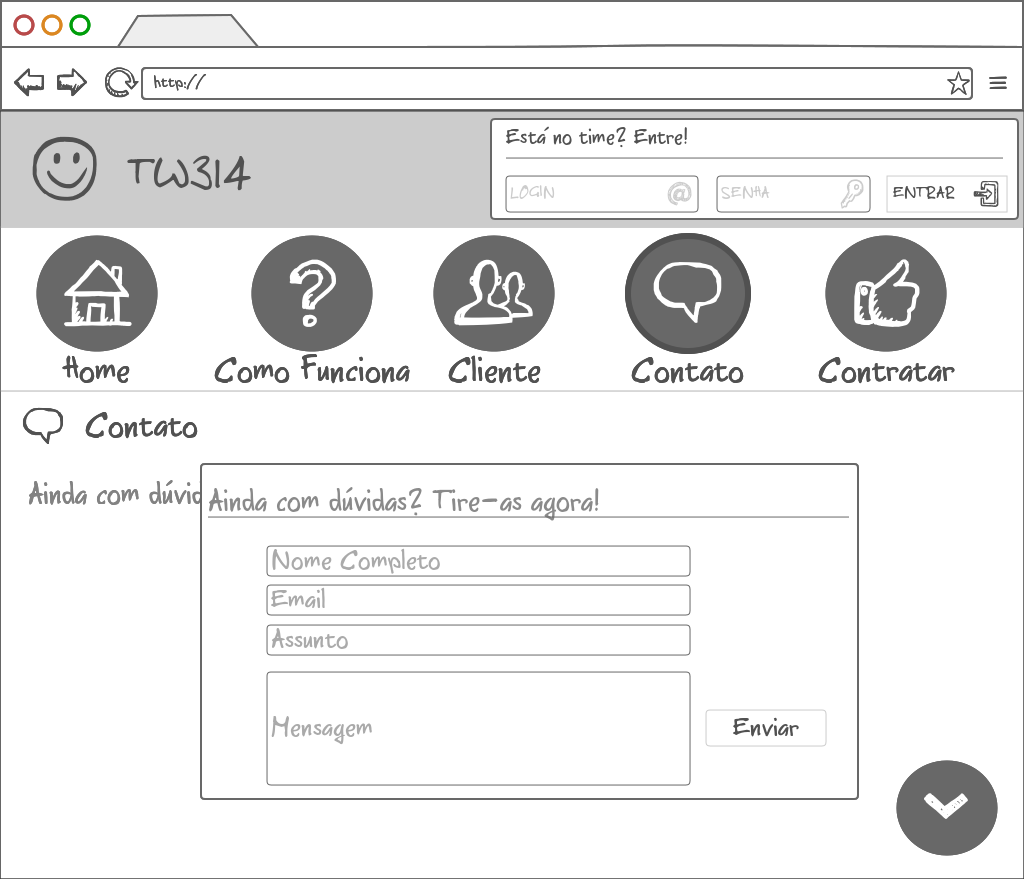 http://
Está no time? Entre!
TW314
LOGIN
@
SENHA
ENTRAR
Home
Como Funciona
Cliente
Contato
Contratar
Contato
Ainda com dúvid
Ainda com dúvidas? Tire-as agora!
Nome Completo
Email
Assunto
Mensagem
Enviar